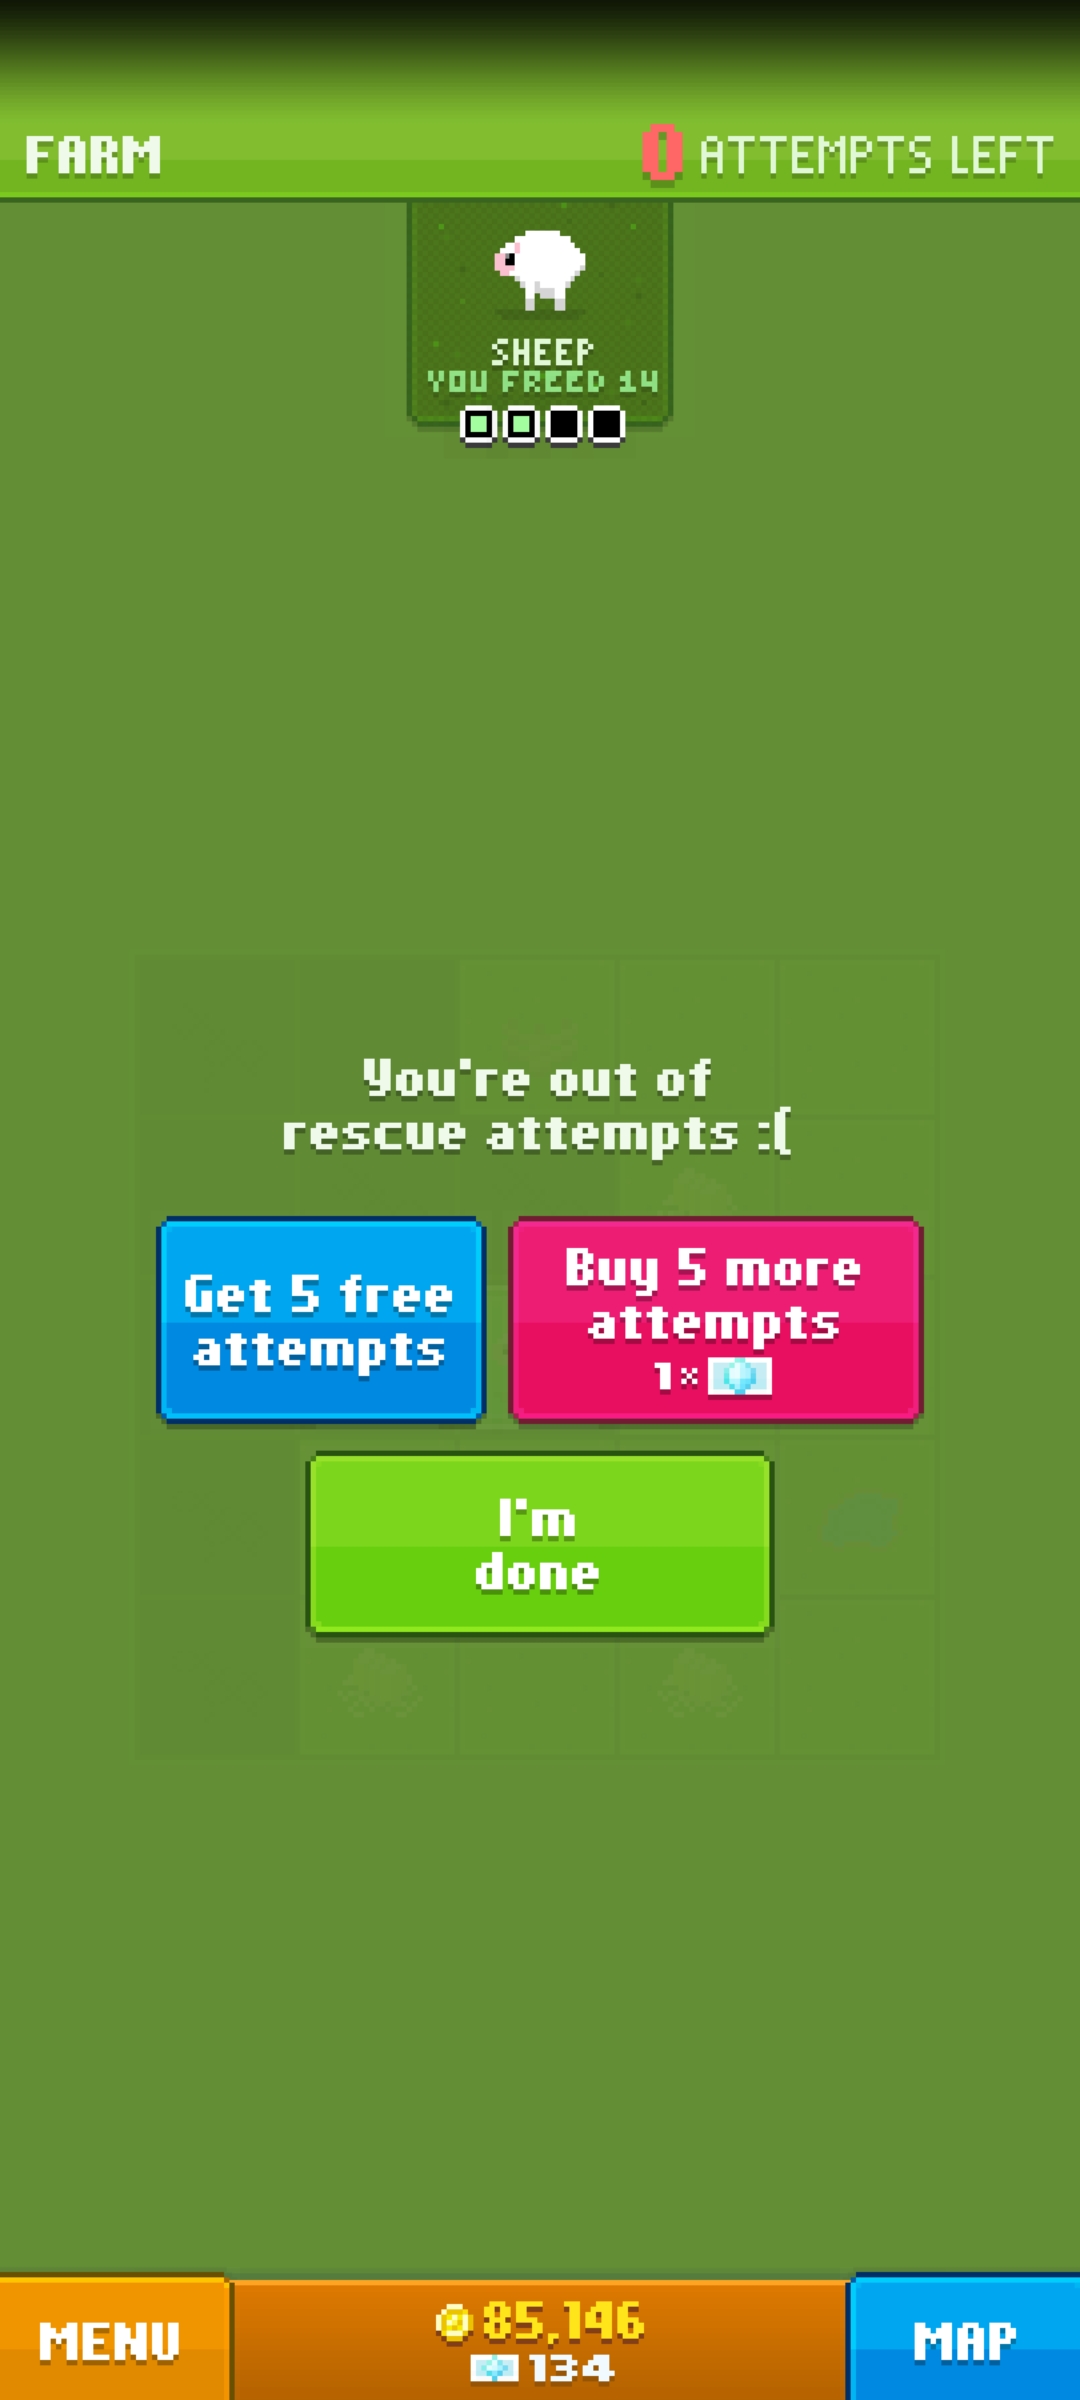 FARM
0 ATTEMPTS LEFT
SHEEP
YOU FREED 14
You're out of
rescue attempts :(
Get 5 free
attempts
Buy 5 more
attempts
1×
I'm
done
MENU
85,146
134
MAP